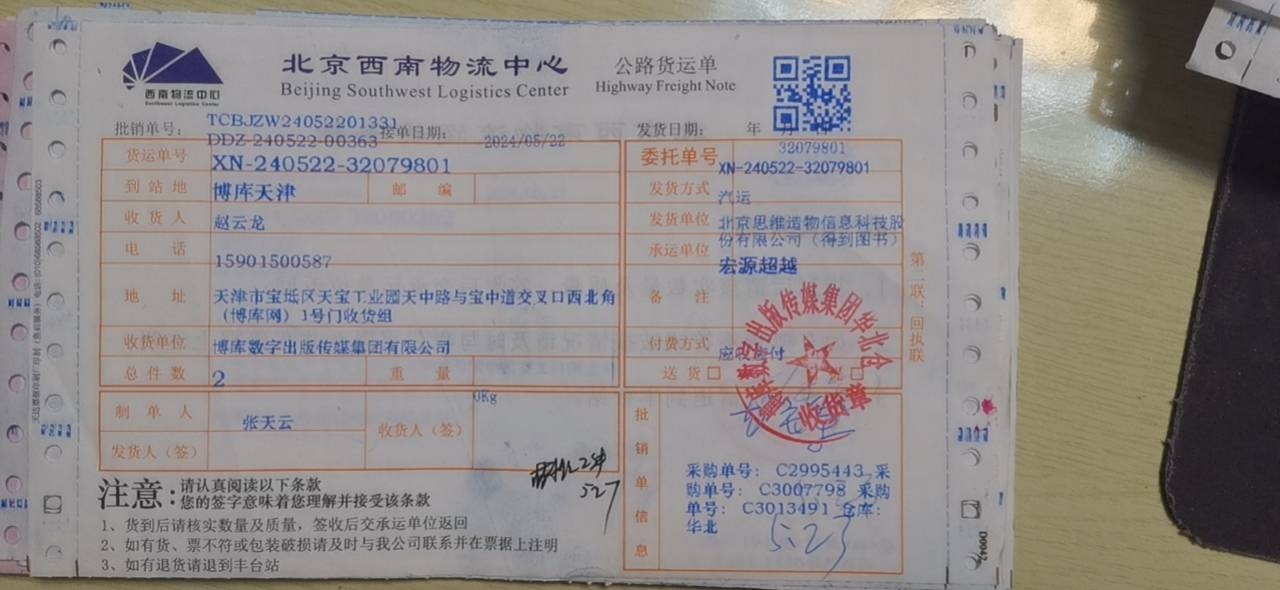 西南物流中心
Southwest Logistics Center
北京西南物流中心
Beijing Southwest Logistics Center
公路货运单
Highway Freight Note
批销单号：
TCBJZW24052201331
DDZ-240522-00363
接单日期：
2024/05/22
发货日期： 年 月 日
货运单号
XN-240522-32079801
委托单号
32079801
XN-240522-32079801
到站地
博库天津
邮 编
发货方式
汽运
收货人
赵云龙
发货单位
北京思维造物信息科技股
份有限公司（得到图书）
电 话
15901500587
承运单位
宏源超越
地 址
天津市宝坻区天宝工业园天中路与宝中道交叉口西北角
（博库网）1号门收货组
备 注
收货单位
博库数字出版传媒集团有限公司
付费方式
应收应付
总件数
2
重 量
0Kg
送 货
制单人
张天云
收货人（签）
发货人（签）
批销单信息
采购单号： C2995443 采
购单号： C3007798 采购
单号： C3013491 仓库：
华北
收货章
5.27
5.23
注意：
请认真阅读以下条款
您的签字意味着您理解并接受该条款
1、货到后请核实数量及质量，签收后交承运单位返回
2、如有货、票不符或包装破损请及时与我公司联系并在票据上注明
3、如有退货请退到丰台站
第二联：回执联